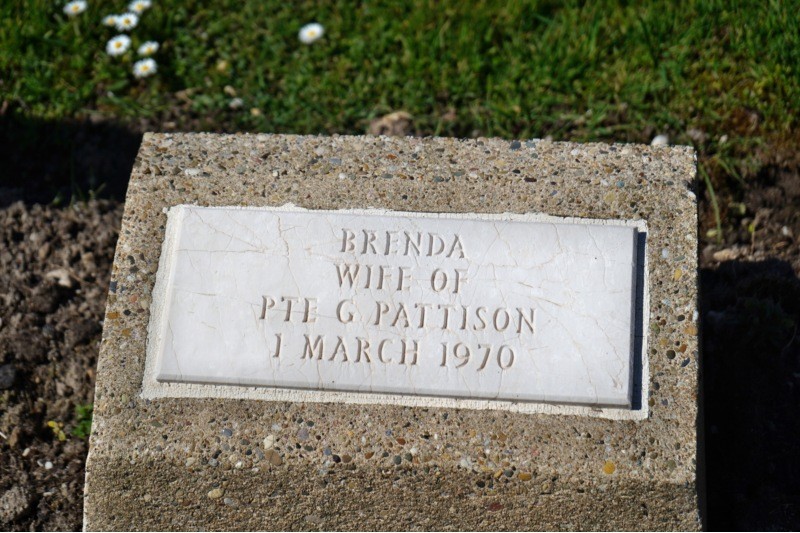 BRENDA
WIFE OF
PTE G PATTISON
1 MARCH 1970